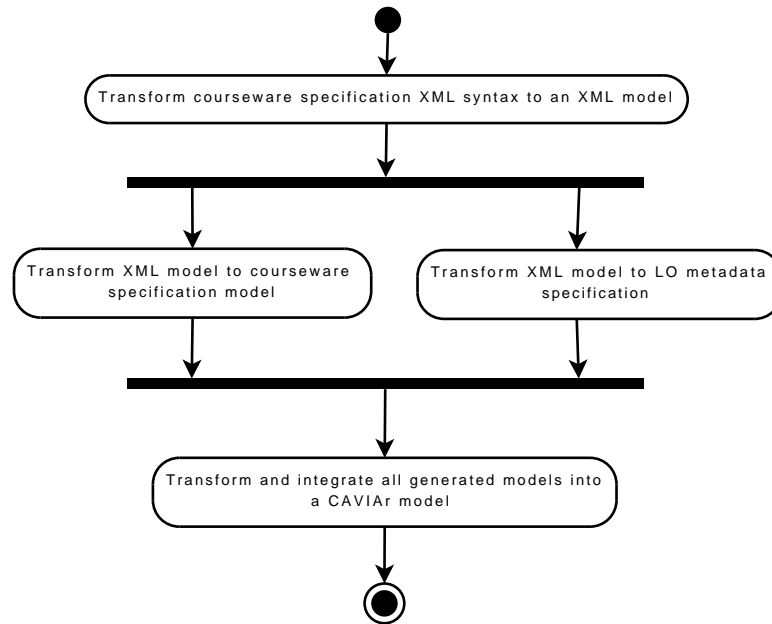 Transform courseware specification XML syntax to an XML model
Transform XML model to courseware
specification model
Transform XML model to LO metadata
specification
Transform and integrate all generated models into
a CAVIAr model